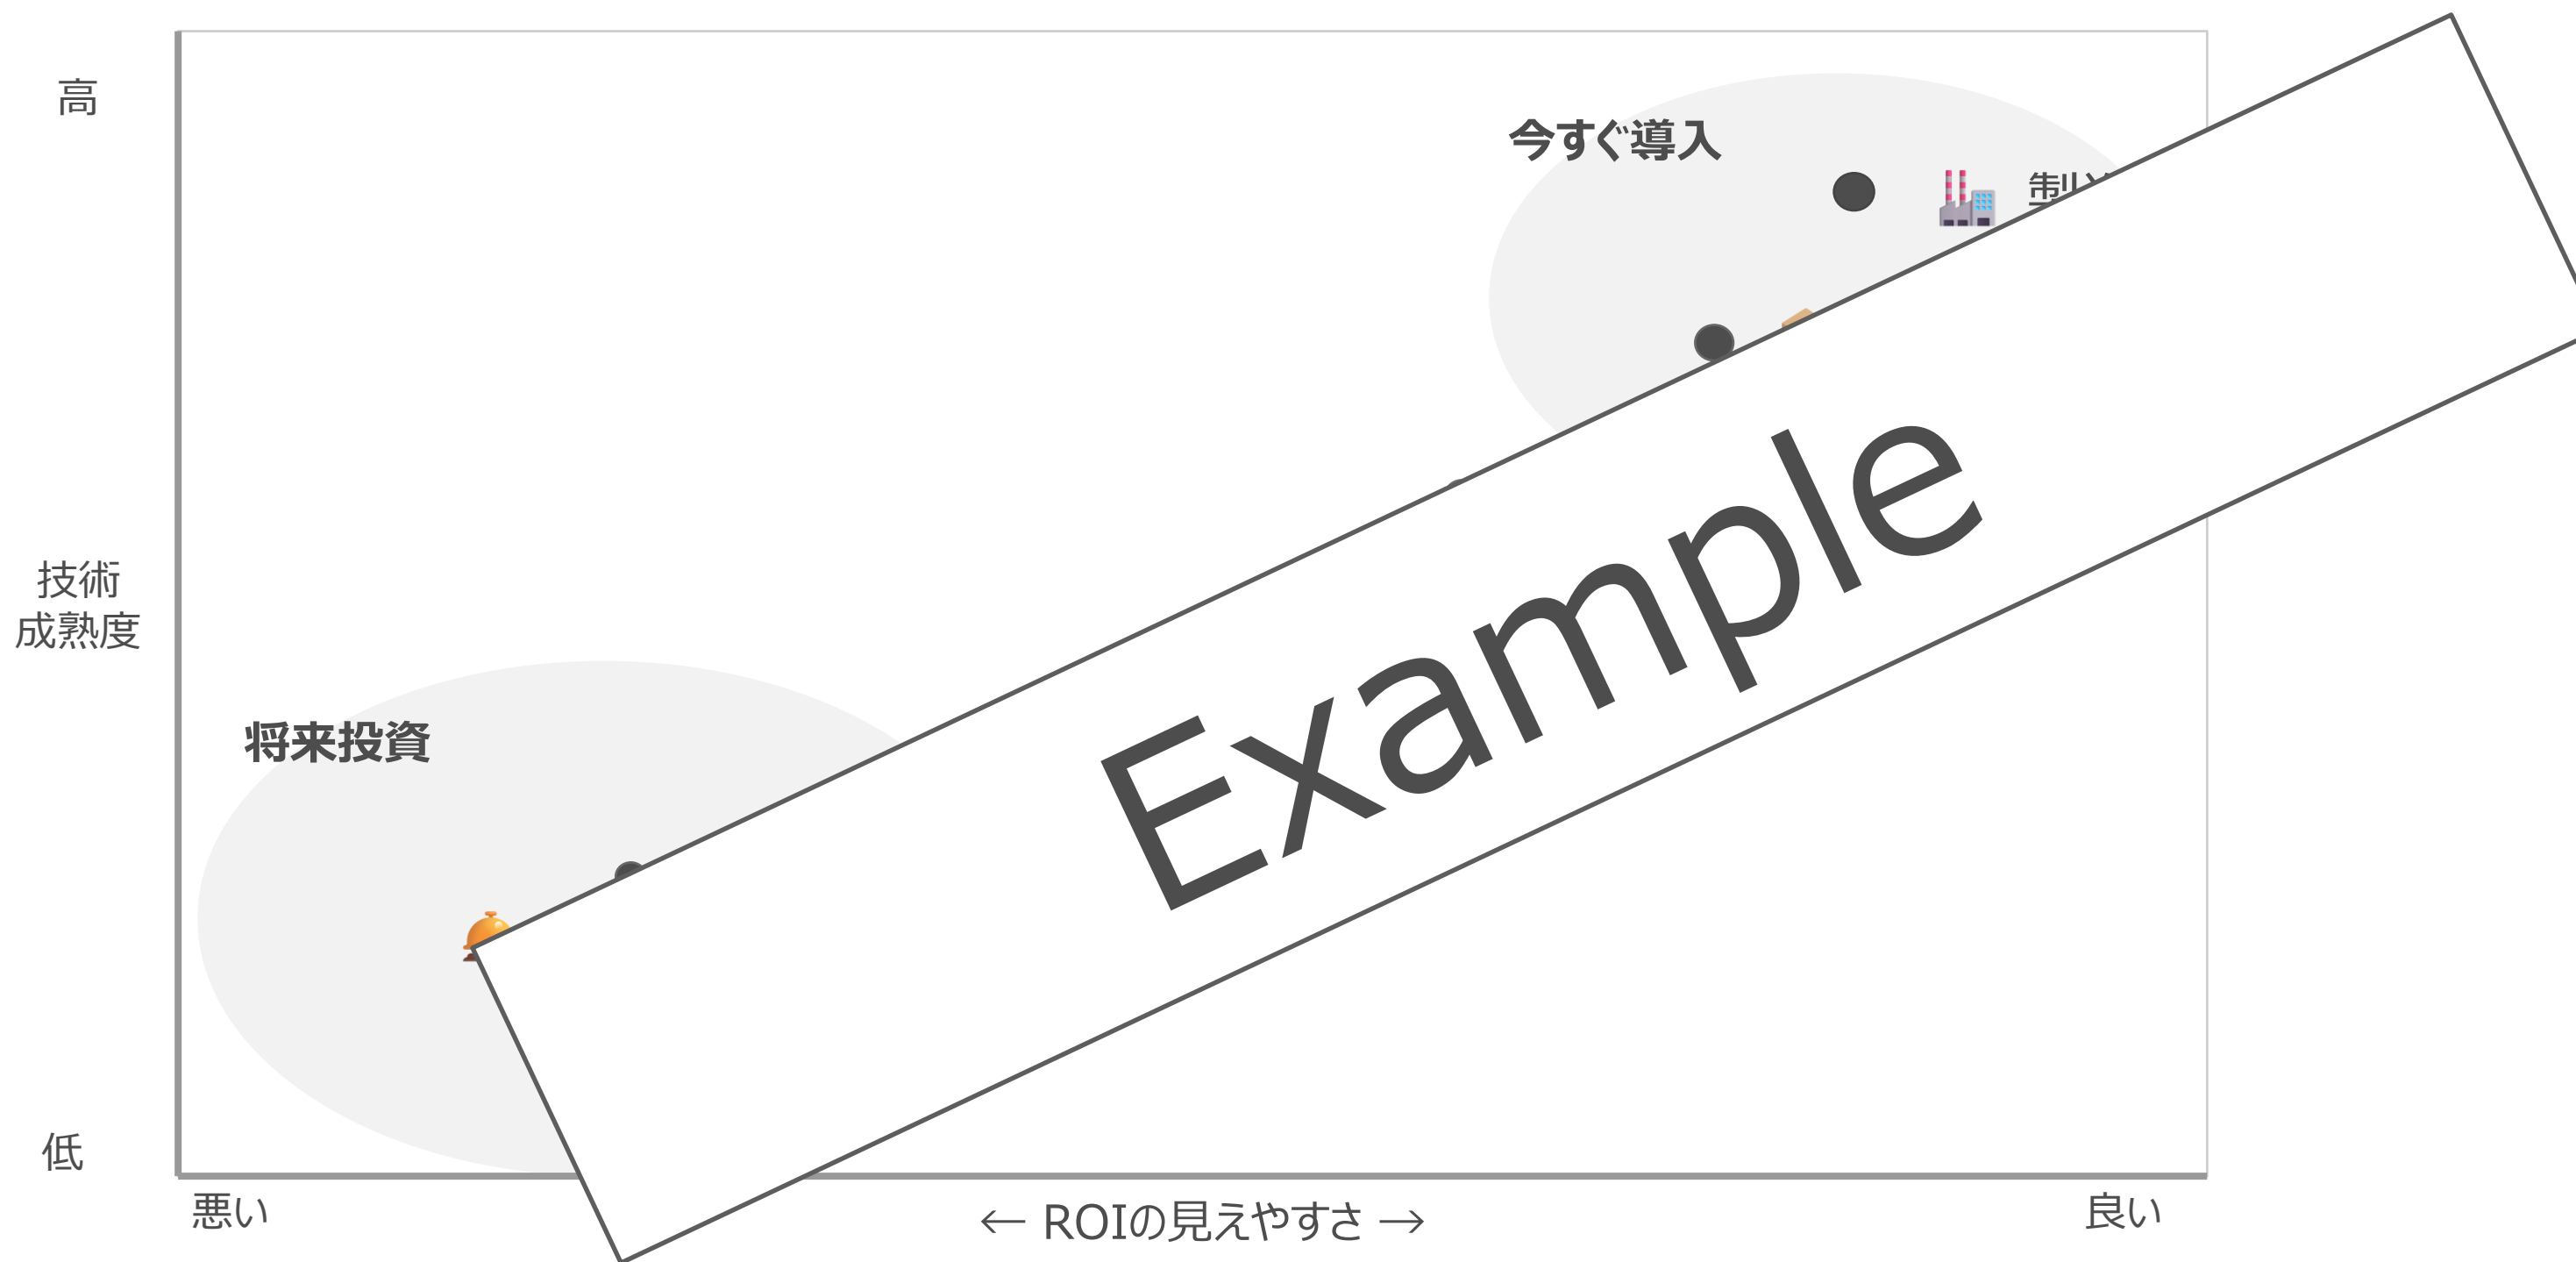 高
今すぐ導入
技術
成熟度
Example
将来投資
低
悪い
← ROIの見えやすさ →
良い